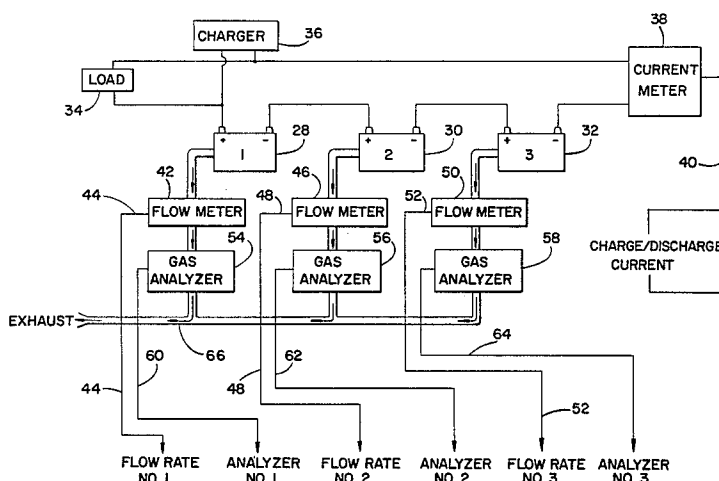 CHARGER
36
38
LOAD
34
CURRENT
METER
+ - + - + -
1
28
2
30
3
32
40
42
46
50
44
48
52
FLOW METER
FLOW METER
FLOW METER
54
56
58
GAS
ANALYZER
GAS
ANALYZER
GAS
ANALYZER
CHARGE/DISCHARGE
CURRENT
EXHAUST
66
60
62
64
44
48
52
FLOW RATE
NO. 1
ANALYZER
NO. 1
FLOW RATE
NO. 2
ANALYZER
NO. 2
FLOW RATE
NO. 3
ANALYZER
NO. 3